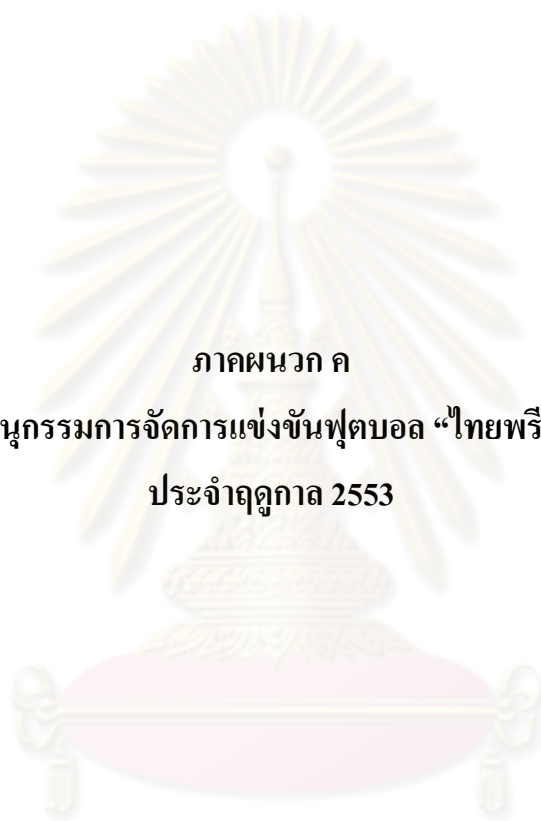 ภาคผนวก ค
นุกรรมการจัดการแข่งขันฟุตบอล “ไทยพรี
ประจำฤดูกาล 2553